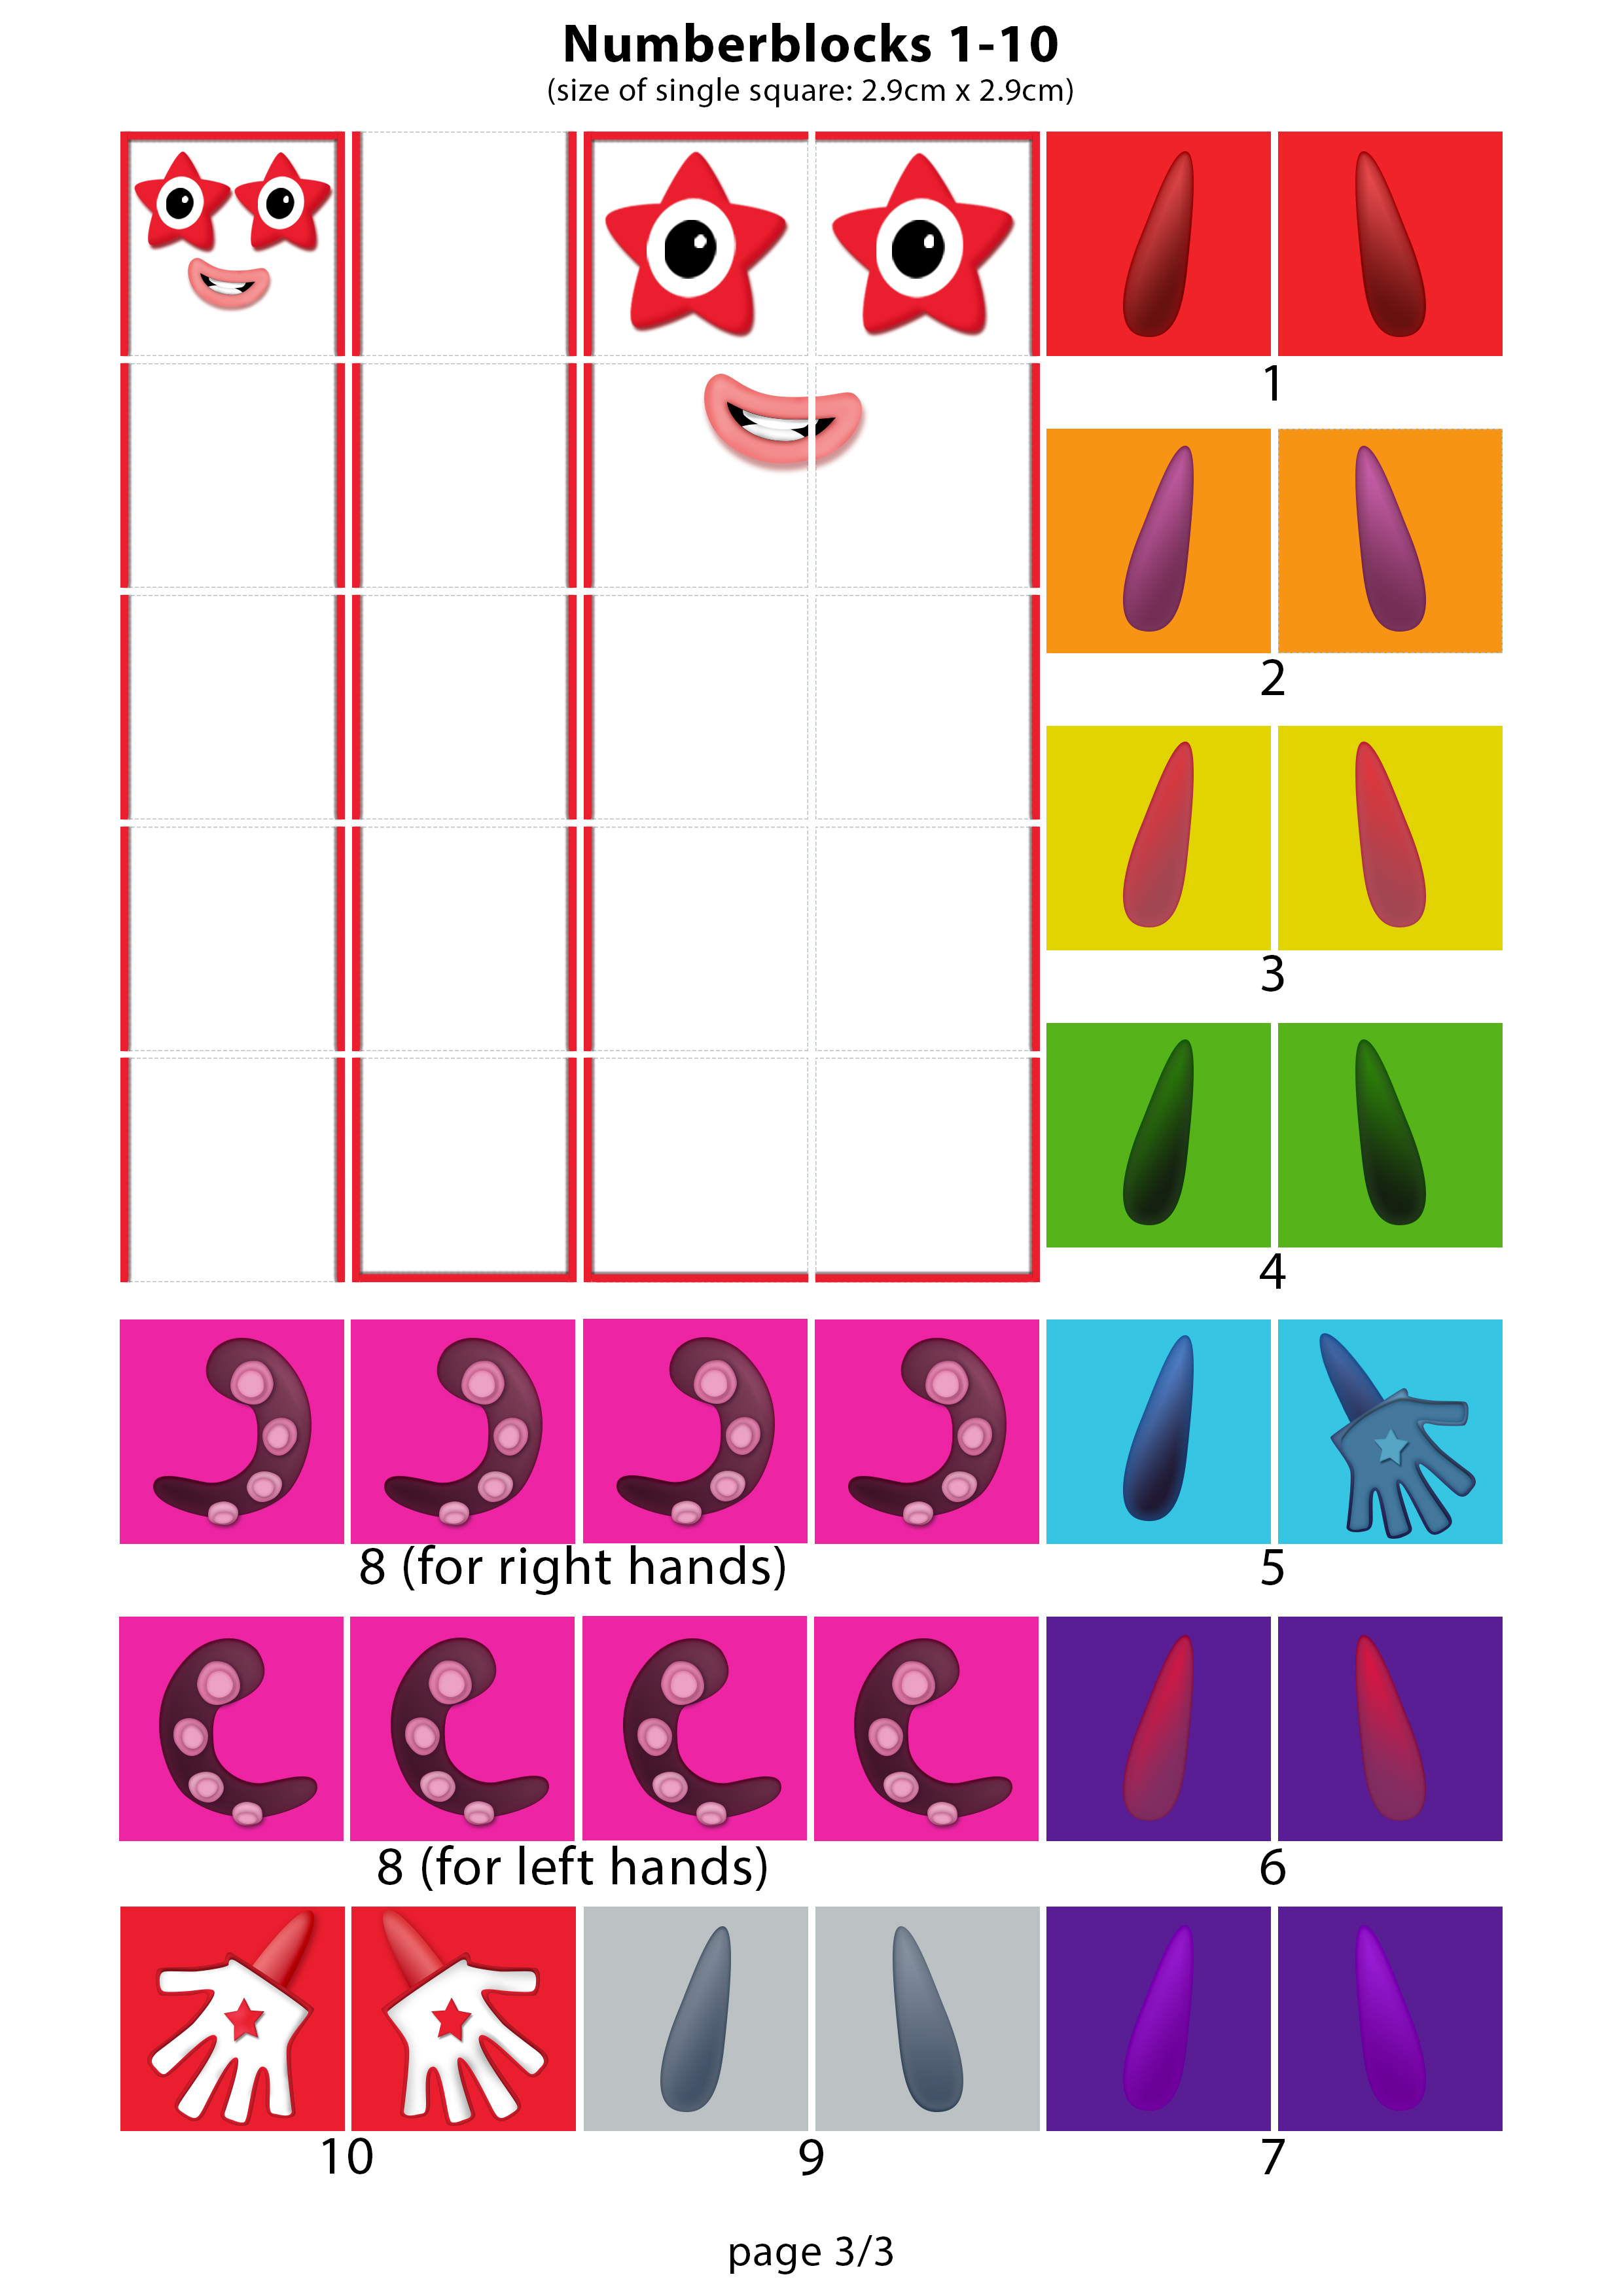 Numberblocks 1-10
(size of single square: 2.9cm x 2.9cm)
1
2
3
4
8 (for right hands)
5
8 (for left hands)
6
10
9
7
page 3/3